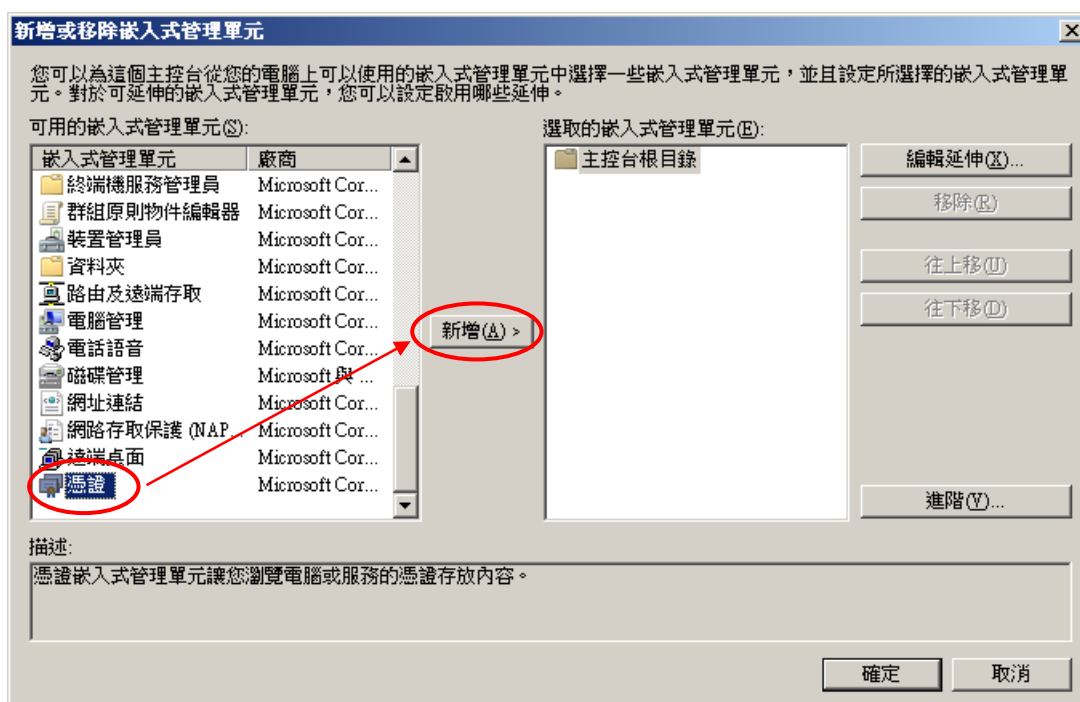 新增或移除嵌入式管理單元
您可以為這個主控台從您的電腦上可以使用的嵌入式管理單元中選擇一些嵌入式管理單元，並且設定所選擇的嵌入式管理單
元。對於可延伸的嵌入式管理單元，您可以設定啟用哪些延伸。
可用的嵌入式管理單元(S):
選取的嵌入式管理單元(E):
嵌入式管理單元 廠商
終端機服務管理員 Microsoft Cor...
群組原則物件編輯器 Microsoft Cor...
裝置管理員 Microsoft Cor...
資料夾 Microsoft Cor...
路由及遠端存取 Microsoft Cor...
電腦管理 Microsoft Cor...
電話語音 Microsoft Cor...
磁碟管理 Microsoft 與 ...
網址連結 Microsoft Cor...
網路存取保護 (NAP... Microsoft Cor...
遠端桌面 Microsoft Cor...
憑證 Microsoft Cor...
新增(A) >
主控台根目錄
編輯延伸(X)...
移除(R)
往上移(U)
往下移(D)
進階(V)...
描述:
憑證嵌入式管理單元讓您瀏覽電腦或服務的憑證存放內容。
確定 取消